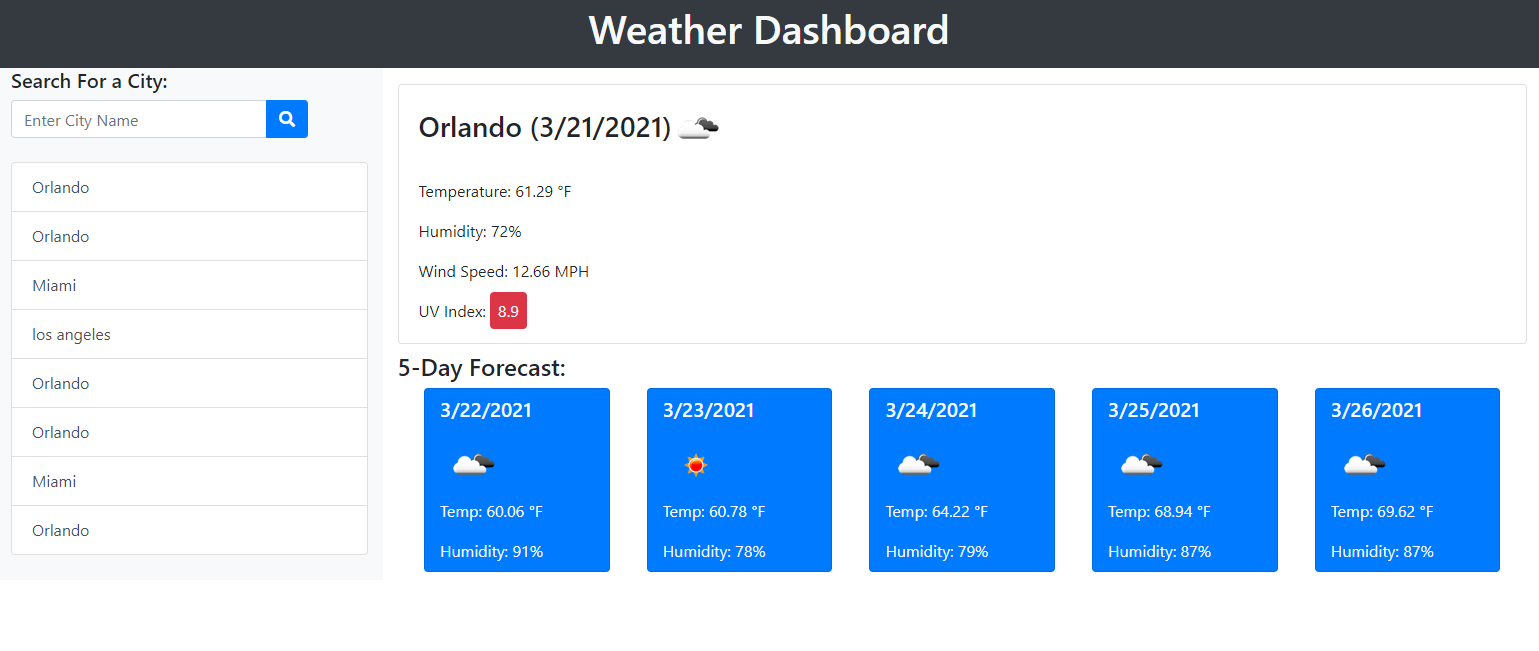 Weather Dashboard
Search For a City:
Enter City Name
Orlando
Orlando
Miami
los angeles
Orlando
Orlando
Miami
Orlando
Orlando (3/21/2021)
Temperature: 61.29 °F
Humidity: 72%
Wind Speed: 12.66 MPH
UV Index: 8.9
5-Day Forecast:
3/22/2021
Temp: 60.06 °F
Humidity: 91%
3/23/2021
Temp: 60.78 °F
Humidity: 78%
3/24/2021
Temp: 64.22 °F
Humidity: 79%
3/25/2021
Temp: 68.94 °F
Humidity: 87%
3/26/2021
Temp: 69.62 °F
Humidity: 87%